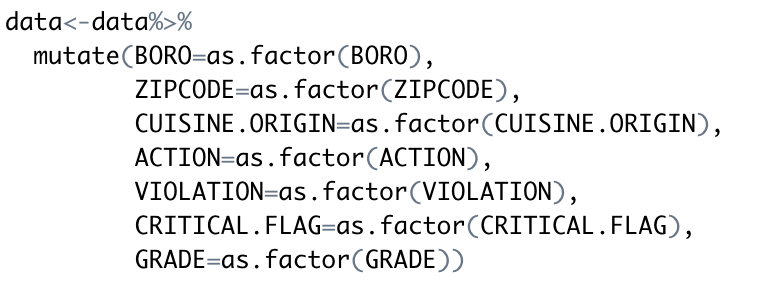 data<-data%>%
  mutate(BORO=as.factor(BORO),
         ZIPCODE=as.factor(ZIPCODE),
         CUISINE.ORIGIN=as.factor(CUISINE.ORIGIN),
         ACTION=as.factor(ACTION),
         VIOLATION=as.factor(VIOLATION),
         CRITICAL.FLAG=as.factor(CRITICAL.FLAG),
         GRADE=as.factor(GRADE))